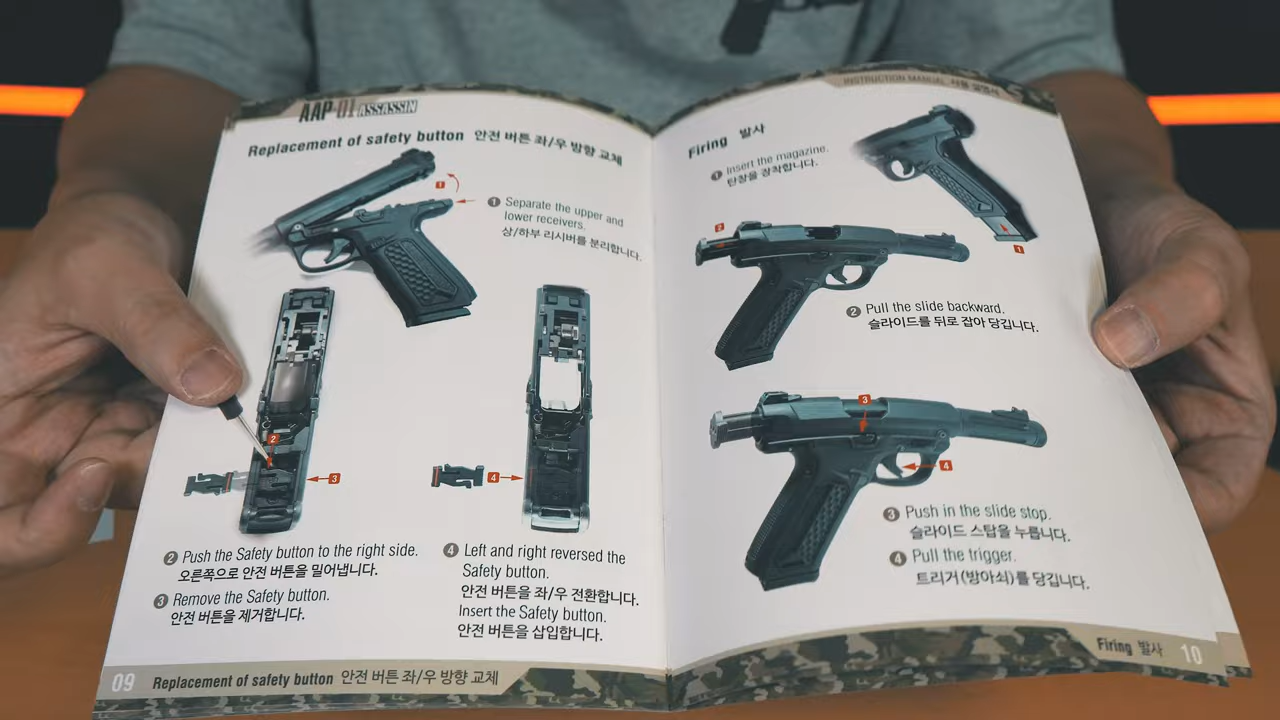 AAP-01 ASSASSIN
Replacement of safety button 안전 버튼 좌/우 방향 교체
1
1 Separate the upper and
lower receivers.
상/하부 리시버를 분리합니다.
2
3
4
2 Push the Safety button to the right side.
오른쪽으로 안전 버튼을 밀어냅니다.
3 Remove the Safety button.
안전 버튼을 제거합니다.
4 Left and right reversed the
Safety button.
안전 버튼을 좌/우 전환합니다.
Insert the Safety button.
안전 버튼을 삽입합니다.
09 Replacement of safety button 안전 버튼 좌/우 방향 교체
INSTRUCTION MANUAL 사용 설명서
Firing 발사
1 Insert the magazine.
탄창을 장착합니다.
1
2
2 Pull the slide backward.
슬라이드를 뒤로 잡아 당깁니다.
3
4
3 Push in the slide stop.
슬라이드 스탑을 누릅니다.
4 Pull the trigger.
트리거(방아쇠)를 당깁니다.
Firing 발사 10